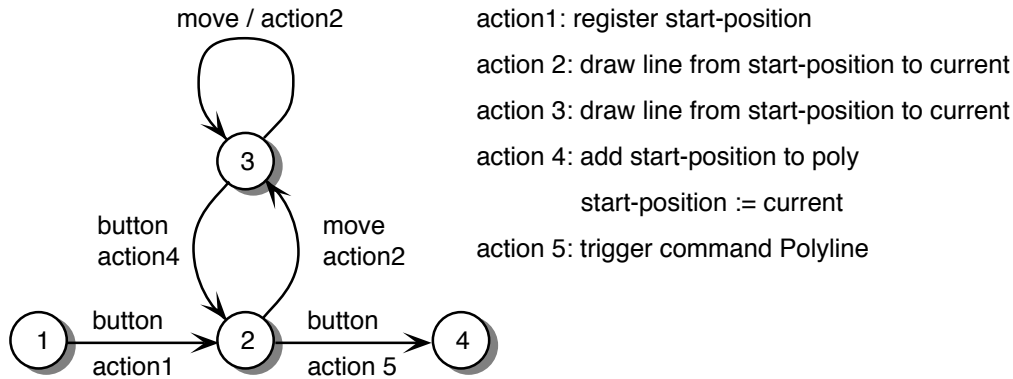 move / action2
action1: register start-position
action 2: draw line from start-position to current
action 3: draw line from start-position to current
action 4: add start-position to poly
start-position := current
action 5: trigger command Polyline
3
button
action4
move
action2
1
button
action1
2
button
action 5
4